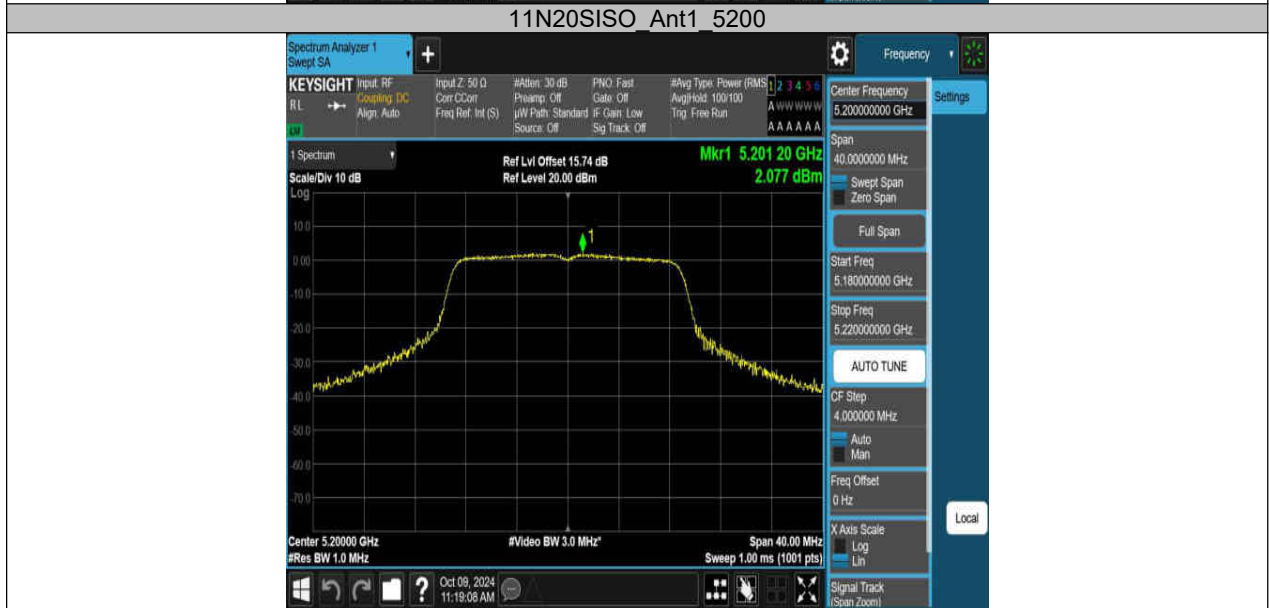 11N20SISO_Ant1_5200
Spectrum Analyzer 1
Swept SA
+
Frequency
KEYSIGHT
RL
LM
Input: RF
Coupling: DC
Align: Auto
Input Z: 50 Ω
Corr CCorr
Freq Ref: Int (S)
#Atten: 30 dB
Preamp: Off
µW Path: Standard
Source: Off
PNO: Fast
Gate: Off
IF Gain: Low
Sig Track: Off
#Avg Type: Power (RMS
Avg|Hold: 100/100
Trig: Free Run
1 2 3 4 5 6
A W W W W W
A A A A A A
Center Frequency
5.200000000 GHz
Settings
Span
40.0000000 MHz
Swept Span
Zero Span
Full Span
Start Freq
5.180000000 GHz
Stop Freq
5.220000000 GHz
AUTO TUNE
CF Step
4.000000 MHz
Auto
Man
Freq Offset
0 Hz
X Axis Scale
Log
Lin
Signal Track
(Span Zoom)
Local
1 Spectrum
Scale/Div 10 dB
Log
Ref Lvl Offset 15.74 dB
Ref Level 20.00 dBm
Mkr1 5.201 20 GHz
2.077 dBm
1
10.0
0.00
-10.0
-20.0
-30.0
-40.0
-50.0
-60.0
-70.0
Center 5.20000 GHz
#Res BW 1.0 MHz
#Video BW 3.0 MHz*
Span 40.00 MHz
Sweep 1.00 ms (1001 pts)
?
Oct 09, 2024
11:19:08 AM